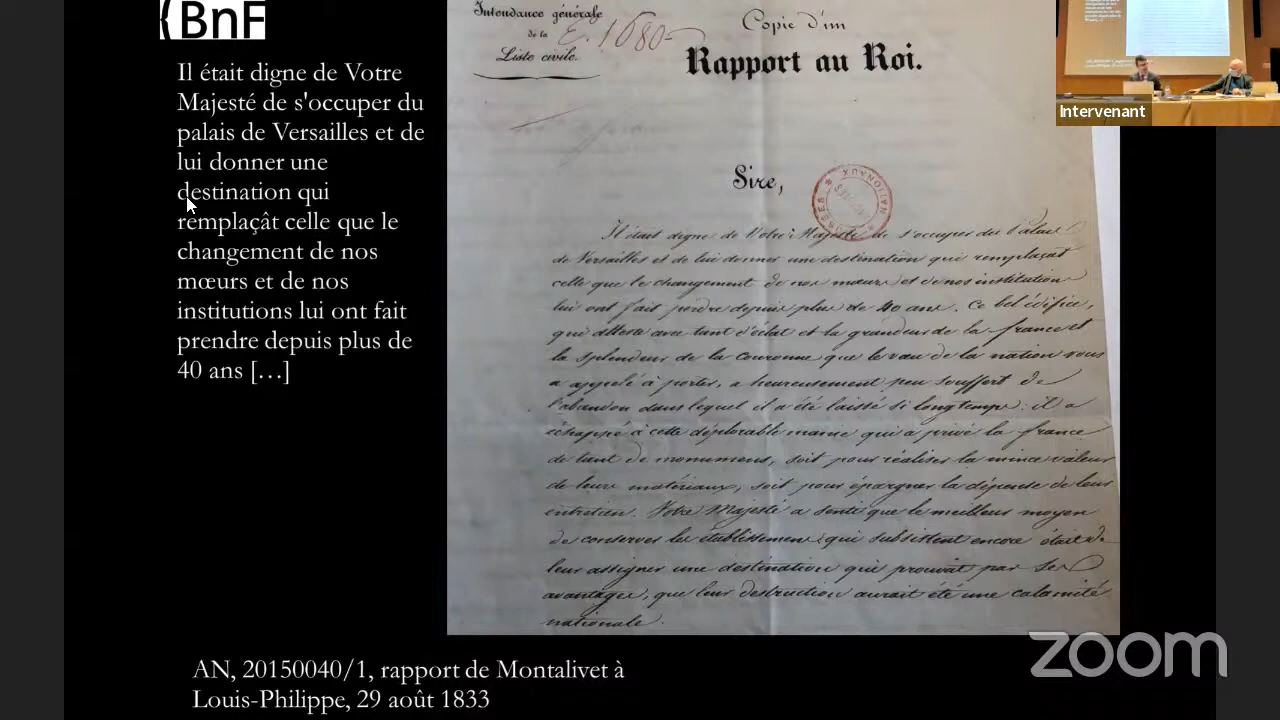 BnF
Il était digne de Votre
Majesté de s'occuper du
palais de Versailles et de
lui donner une
destination qui
remplaçât celle que le
changement de nos
mœurs et de nos
institutions lui ont fait
prendre depuis plus de
40 ans […]
Intendance générale
de la
Liste civile.
E. 1680
Copie d'un
Rapport au Roi.
Sire,
Il était digne de Votre Majesté de s'occuper du Palais
de Versailles et de lui donner une destination qui remplaçat
celle que le changement de nos mœurs et de nos institution
lui ont fait perdre depuis plus de 40 ans. Ce bel édifice,
qui atteste avec tant d'éclat et la grandeur de la france et
la splendeur de la couronne que le vœu de la nation vous
a appelé à porter, a heureusement peu souffert de
l'abandon dans lequel il a été laissé si longtemps: il a
échappé à cette déplorable manie qui a privé la france
de tant de monumens, soit pour réaliser la mince valeur
de leurs matériaux, soit pour épargner la dépense de leur
entretien. Votre Majesté a senti que le meilleur moyen
de conserver les établissemens qui subsistent encore était de
leur assigner une destination qui prouvât par ses
avantages, que leur destruction aurait été une calamité
nationale.
AN, 20150040/1, rapport de Montalivet à
Louis-Philippe, 29 août 1833
Intervenant
zoom